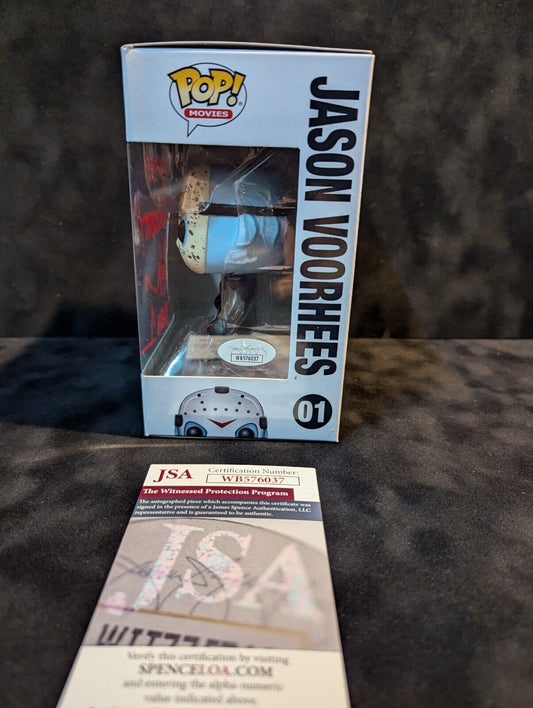 POP!
MOVIES
JASON VOORHEES
WB576037
01
JSA
Certification Number:
WB576037
The Witnessed Protection Program
The autographed piece which accompanies this certificate was
signed in the presence of a James Spence Authentication, LLC
representative and is guaranteed to be authentic.
JSA
Verify this certification by visiting
SPENCELOA.COM
and entering the alpha numeric
value indicated above.